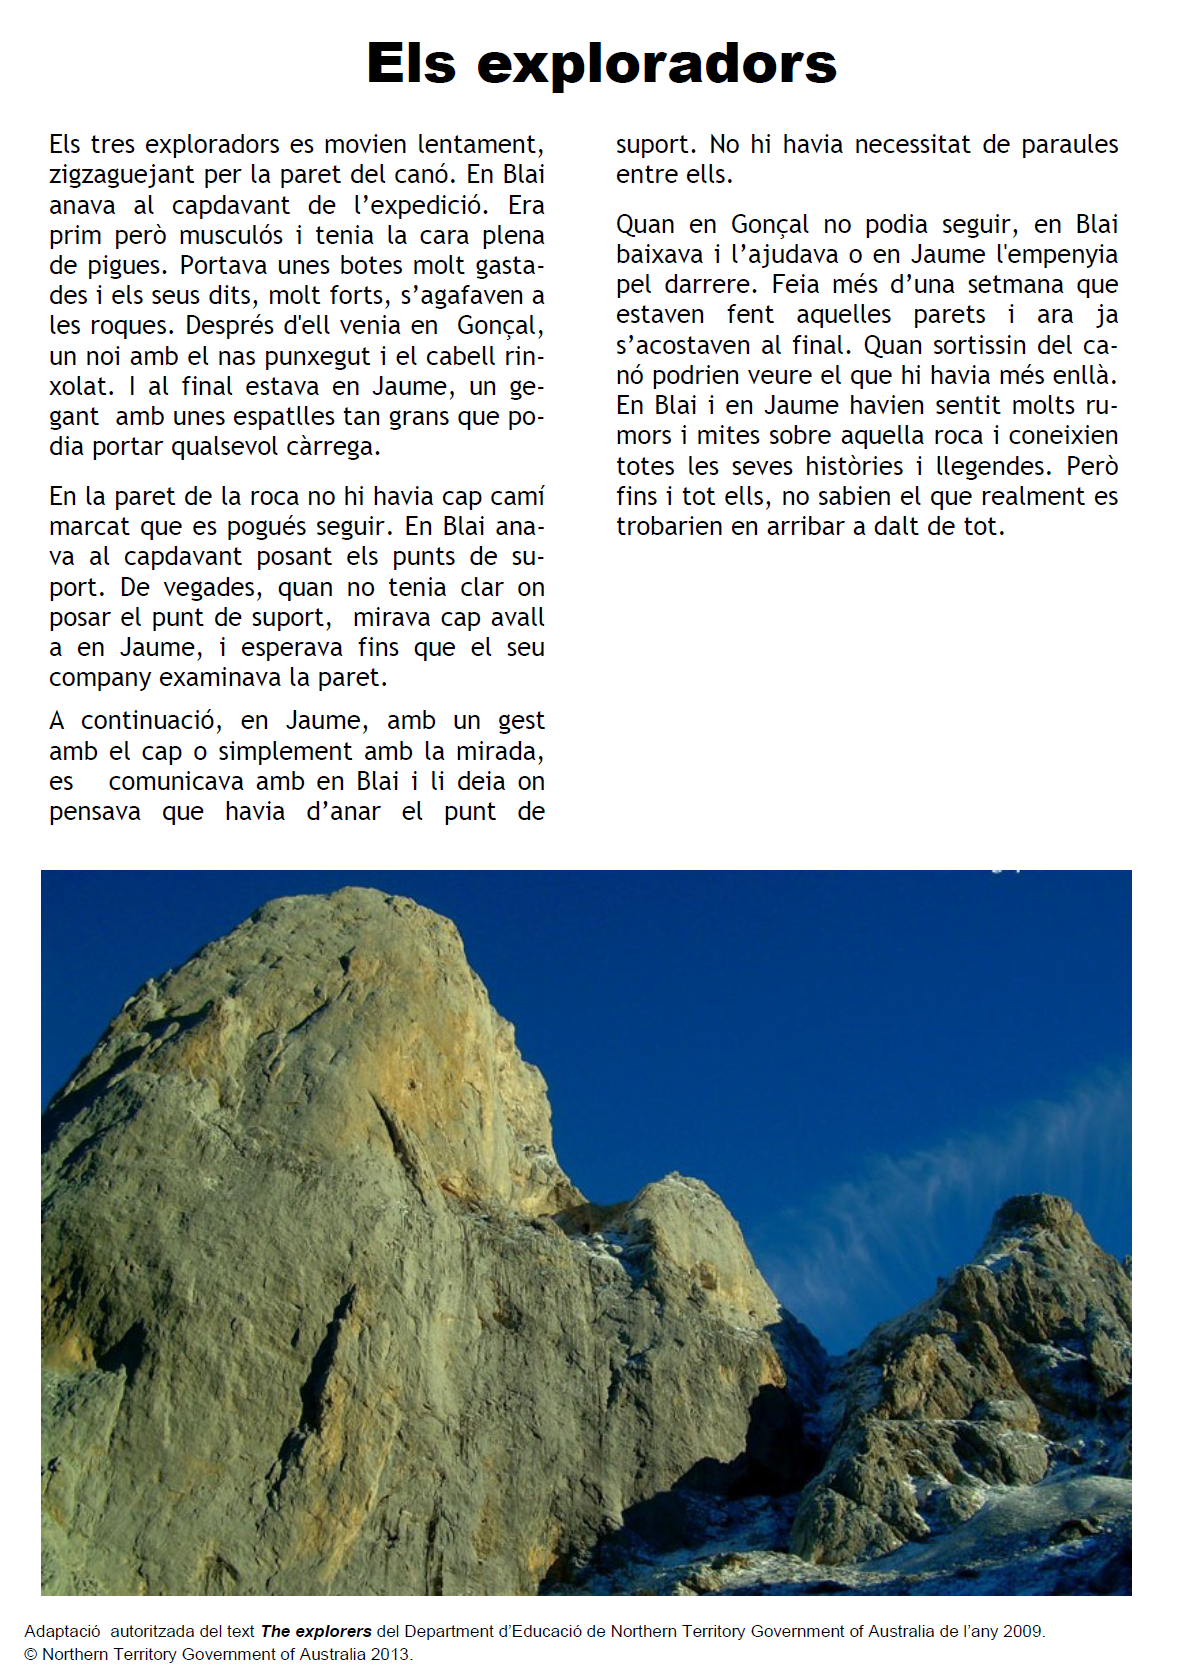 Els exploradors
Els tres exploradors es movien lentament,
zigzaguejant per la paret del canó. En Blai
anava al capdavant de l’expedició. Era
prim però musculós i tenia la cara plena
de pigues. Portava unes botes molt gasta-
des i els seus dits, molt forts, s’agafaven a
les roques. Després d'ell venia en  Gonçal,
un noi amb el nas punxegut i el cabell rin-
xolat. I al final estava en Jaume, un ge-
gant  amb unes espatlles tan grans que po-
dia portar qualsevol càrrega.
En la paret de la roca no hi havia cap camí
marcat que es pogués seguir. En Blai ana-
va al capdavant posant els punts de su-
port. De vegades, quan no tenia clar on
posar el punt de suport,  mirava cap avall
a en Jaume, i esperava fins que el seu
company examinava la paret.
A continuació, en Jaume, amb un gest
amb el cap o simplement amb la mirada,
es  comunicava amb en Blai i li deia on
pensava que havia d’anar el punt de
suport. No hi havia necessitat de paraules
entre ells.
Quan en Gonçal no podia seguir, en Blai
baixava i l’ajudava o en Jaume l'empenyia
pel darrere. Feia més d’una setmana que
estaven fent aquelles parets i ara ja
s’acostaven al final. Quan sortissin del ca-
nó podrien veure el que hi havia més enllà.
En Blai i en Jaume havien sentit molts ru-
mors i mites sobre aquella roca i coneixien
totes les seves històries i llegendes. Però
fins i tot ells, no sabien el que realment es
trobarien en arribar a dalt de tot.
Adaptació  autoritzada del text The explorers del Department d’Educació de Northern Territory Government of Australia de l’any 2009.
© Northern Territory Government of Australia 2013.